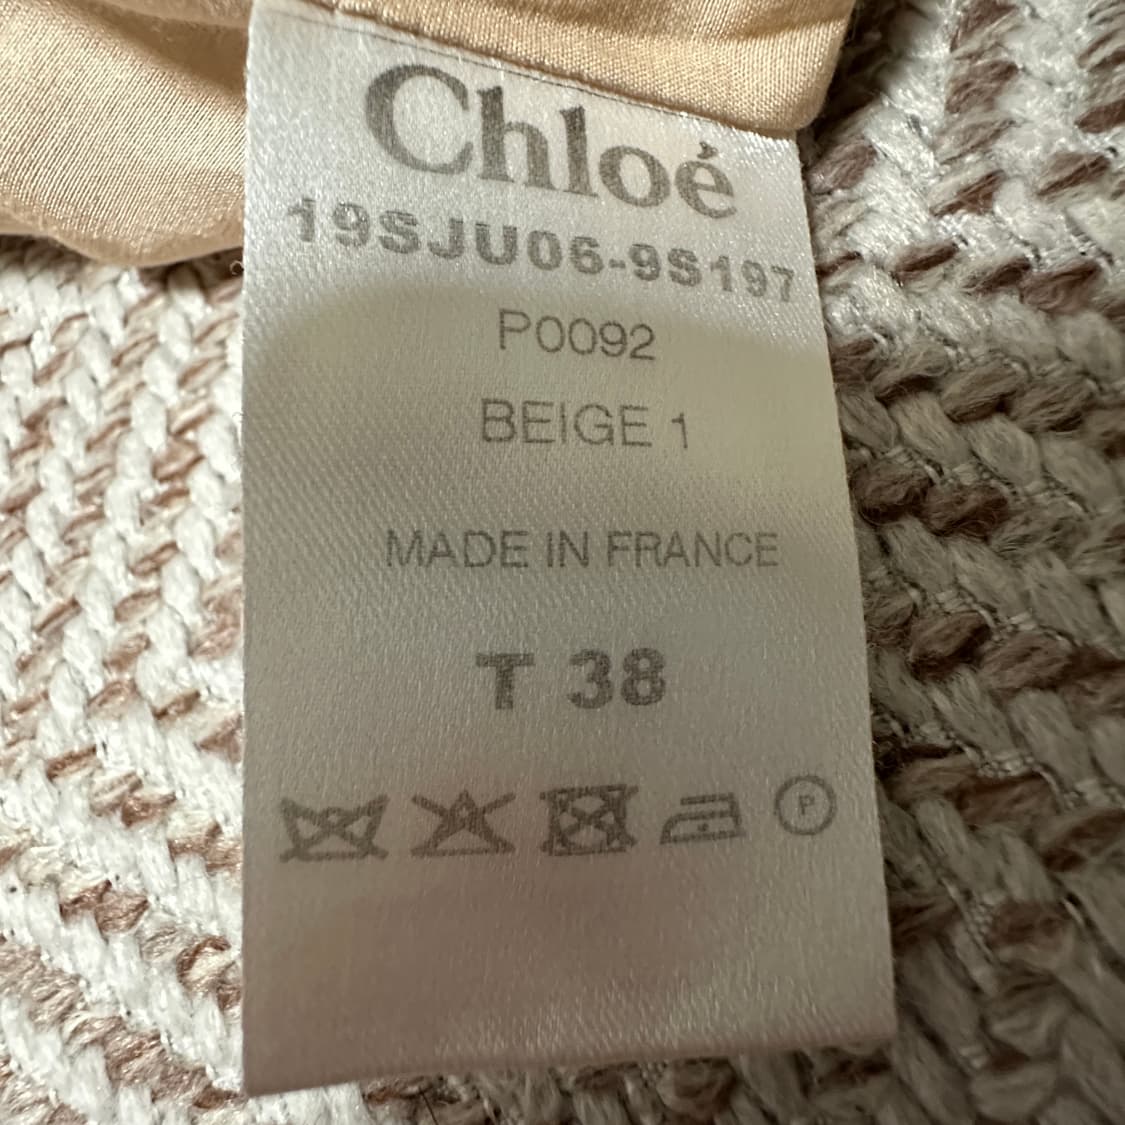 Chloé
19SJU06-9S197
P0092
BEIGE 1
MADE IN FRANCE
T 38
P